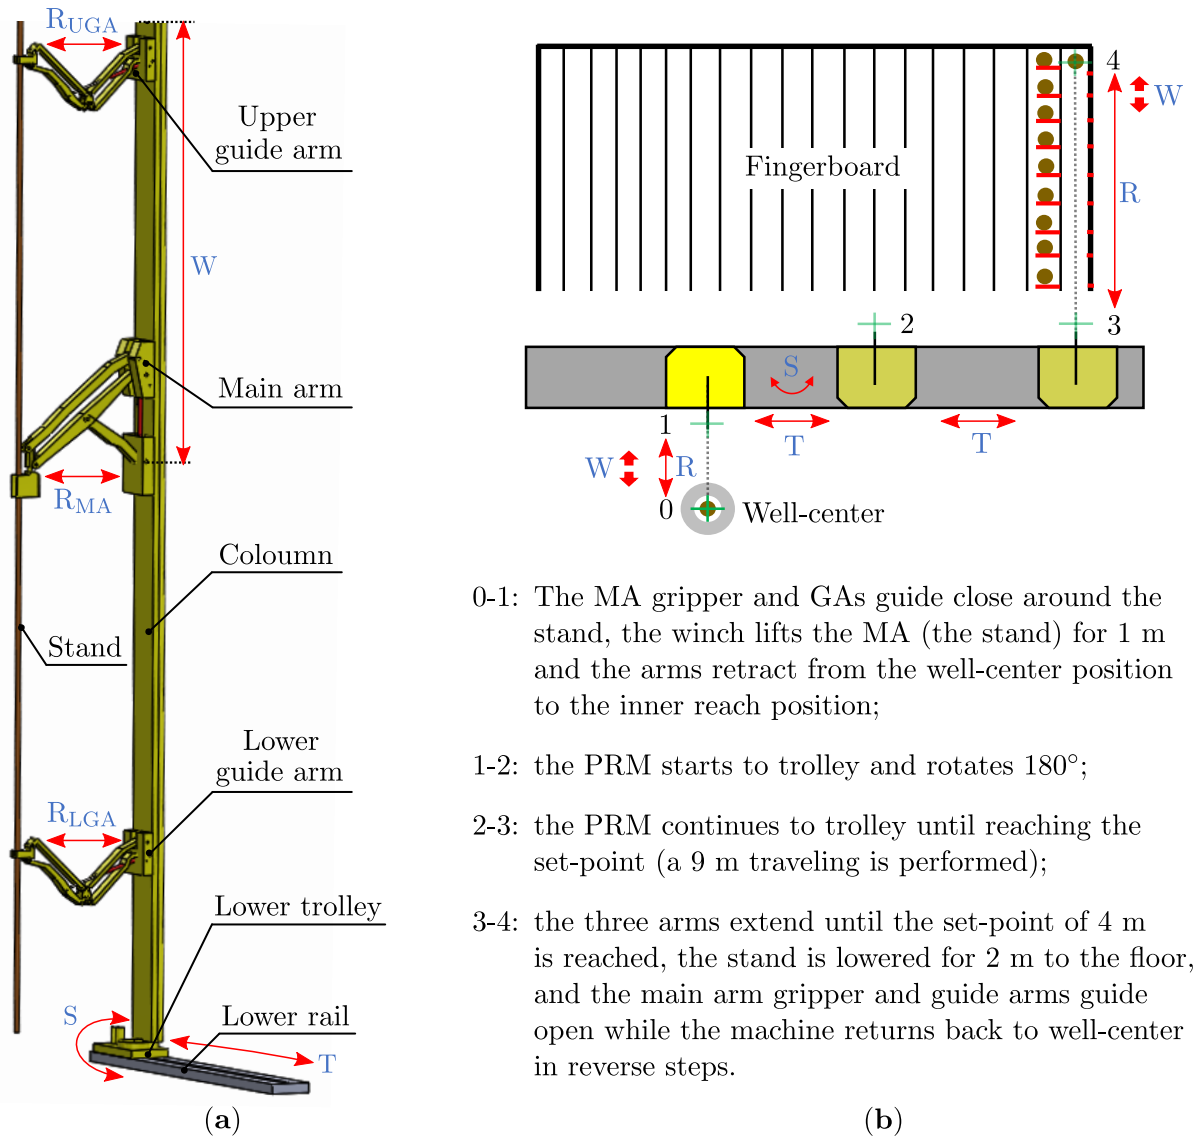 R_UGA
Upper
guide arm
W
Main arm
R_MA
Coloumn
Stand
Lower
guide arm
R_LGA
Lower trolley
S
Lower rail
T
(a)
4
W
Fingerboard
R
2
3
S
1
T
T
W
R
0
Well-center
0-1: The MA gripper and GAs guide close around the
stand, the winch lifts the MA (the stand) for 1 m
and the arms retract from the well-center position
to the inner reach position;
1-2: the PRM starts to trolley and rotates 180°;
2-3: the PRM continues to trolley until reaching the
set-point (a 9 m traveling is performed);
3-4: the three arms extend until the set-point of 4 m
is reached, the stand is lowered for 2 m to the floor,
and the main arm gripper and guide arms guide
open while the machine returns back to well-center
in reverse steps.
(b)